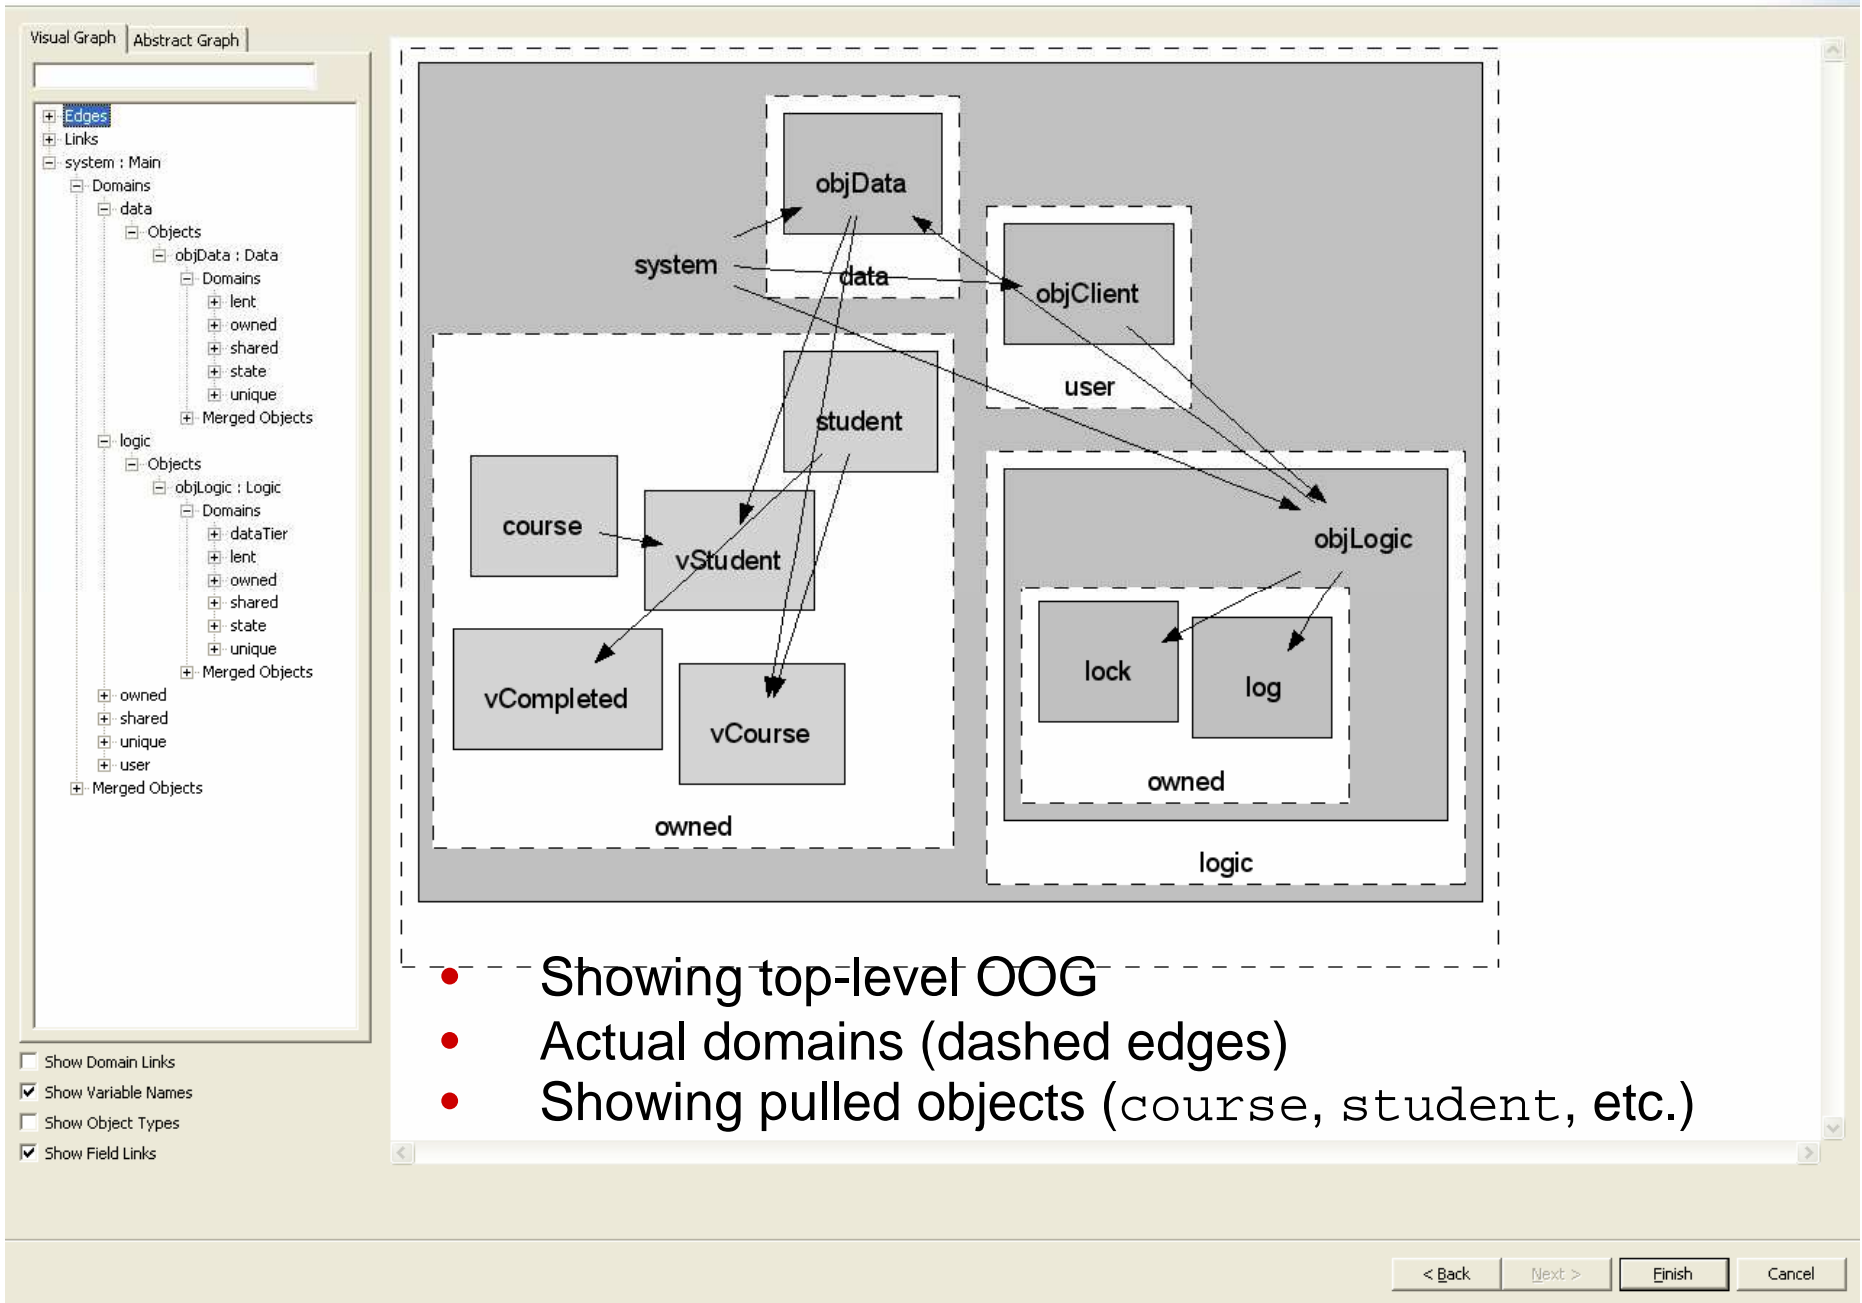 Visual Graph
Abstract Graph
Edges
Links
system : Main
Domains
data
Objects
objData : Data
Domains
lent
owned
shared
state
unique
Merged Objects
logic
Objects
objLogic : Logic
Domains
dataTier
lent
owned
shared
state
unique
Merged Objects
owned
shared
unique
user
Merged Objects
Show Domain Links
Show Variable Names
Show Object Types
Show Field Links
objData
system
data
objClient
user
student
course
vStudent
objLogic
vCompleted
vCourse
lock
log
owned
owned
logic
• Showing top-level OOG
• Actual domains (dashed edges)
• Showing pulled objects (course, student, etc.)
< Back
Next >
Finish
Cancel